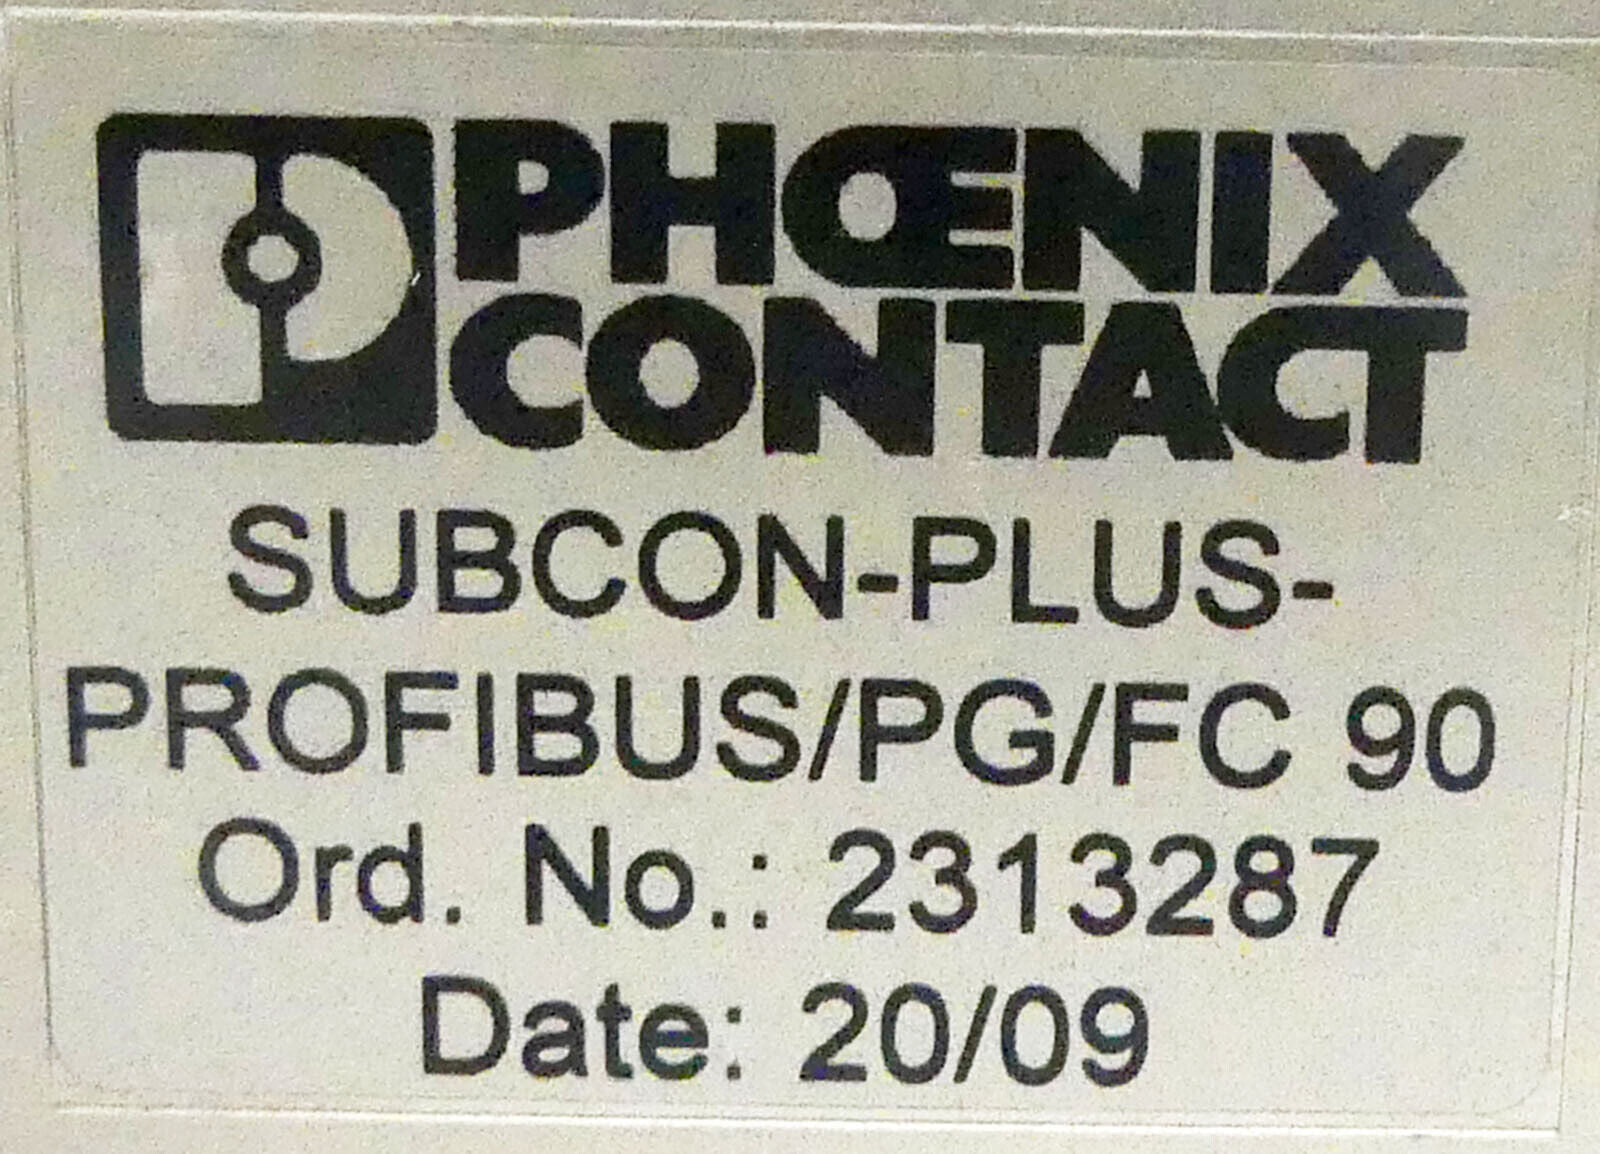 PHŒNIX
CONTACT
SUBCON-PLUS-
PROFIBUS/PG/FC 90
Ord. No.: 2313287
Date: 20/09